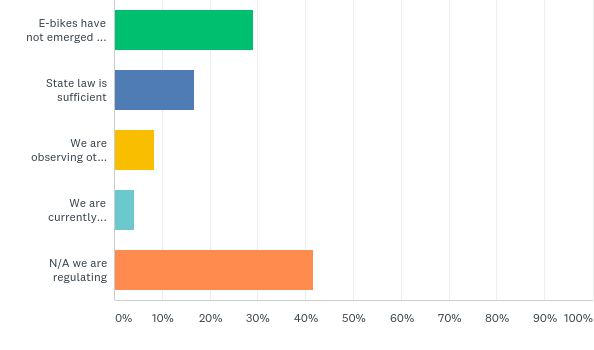 E-bikes have
not emerged ...
State law is
sufficient
We are
observing ot...
We are
currently...
N/A we are
regulating
0% 10% 20% 30% 40% 50% 60% 70% 80% 90% 100%